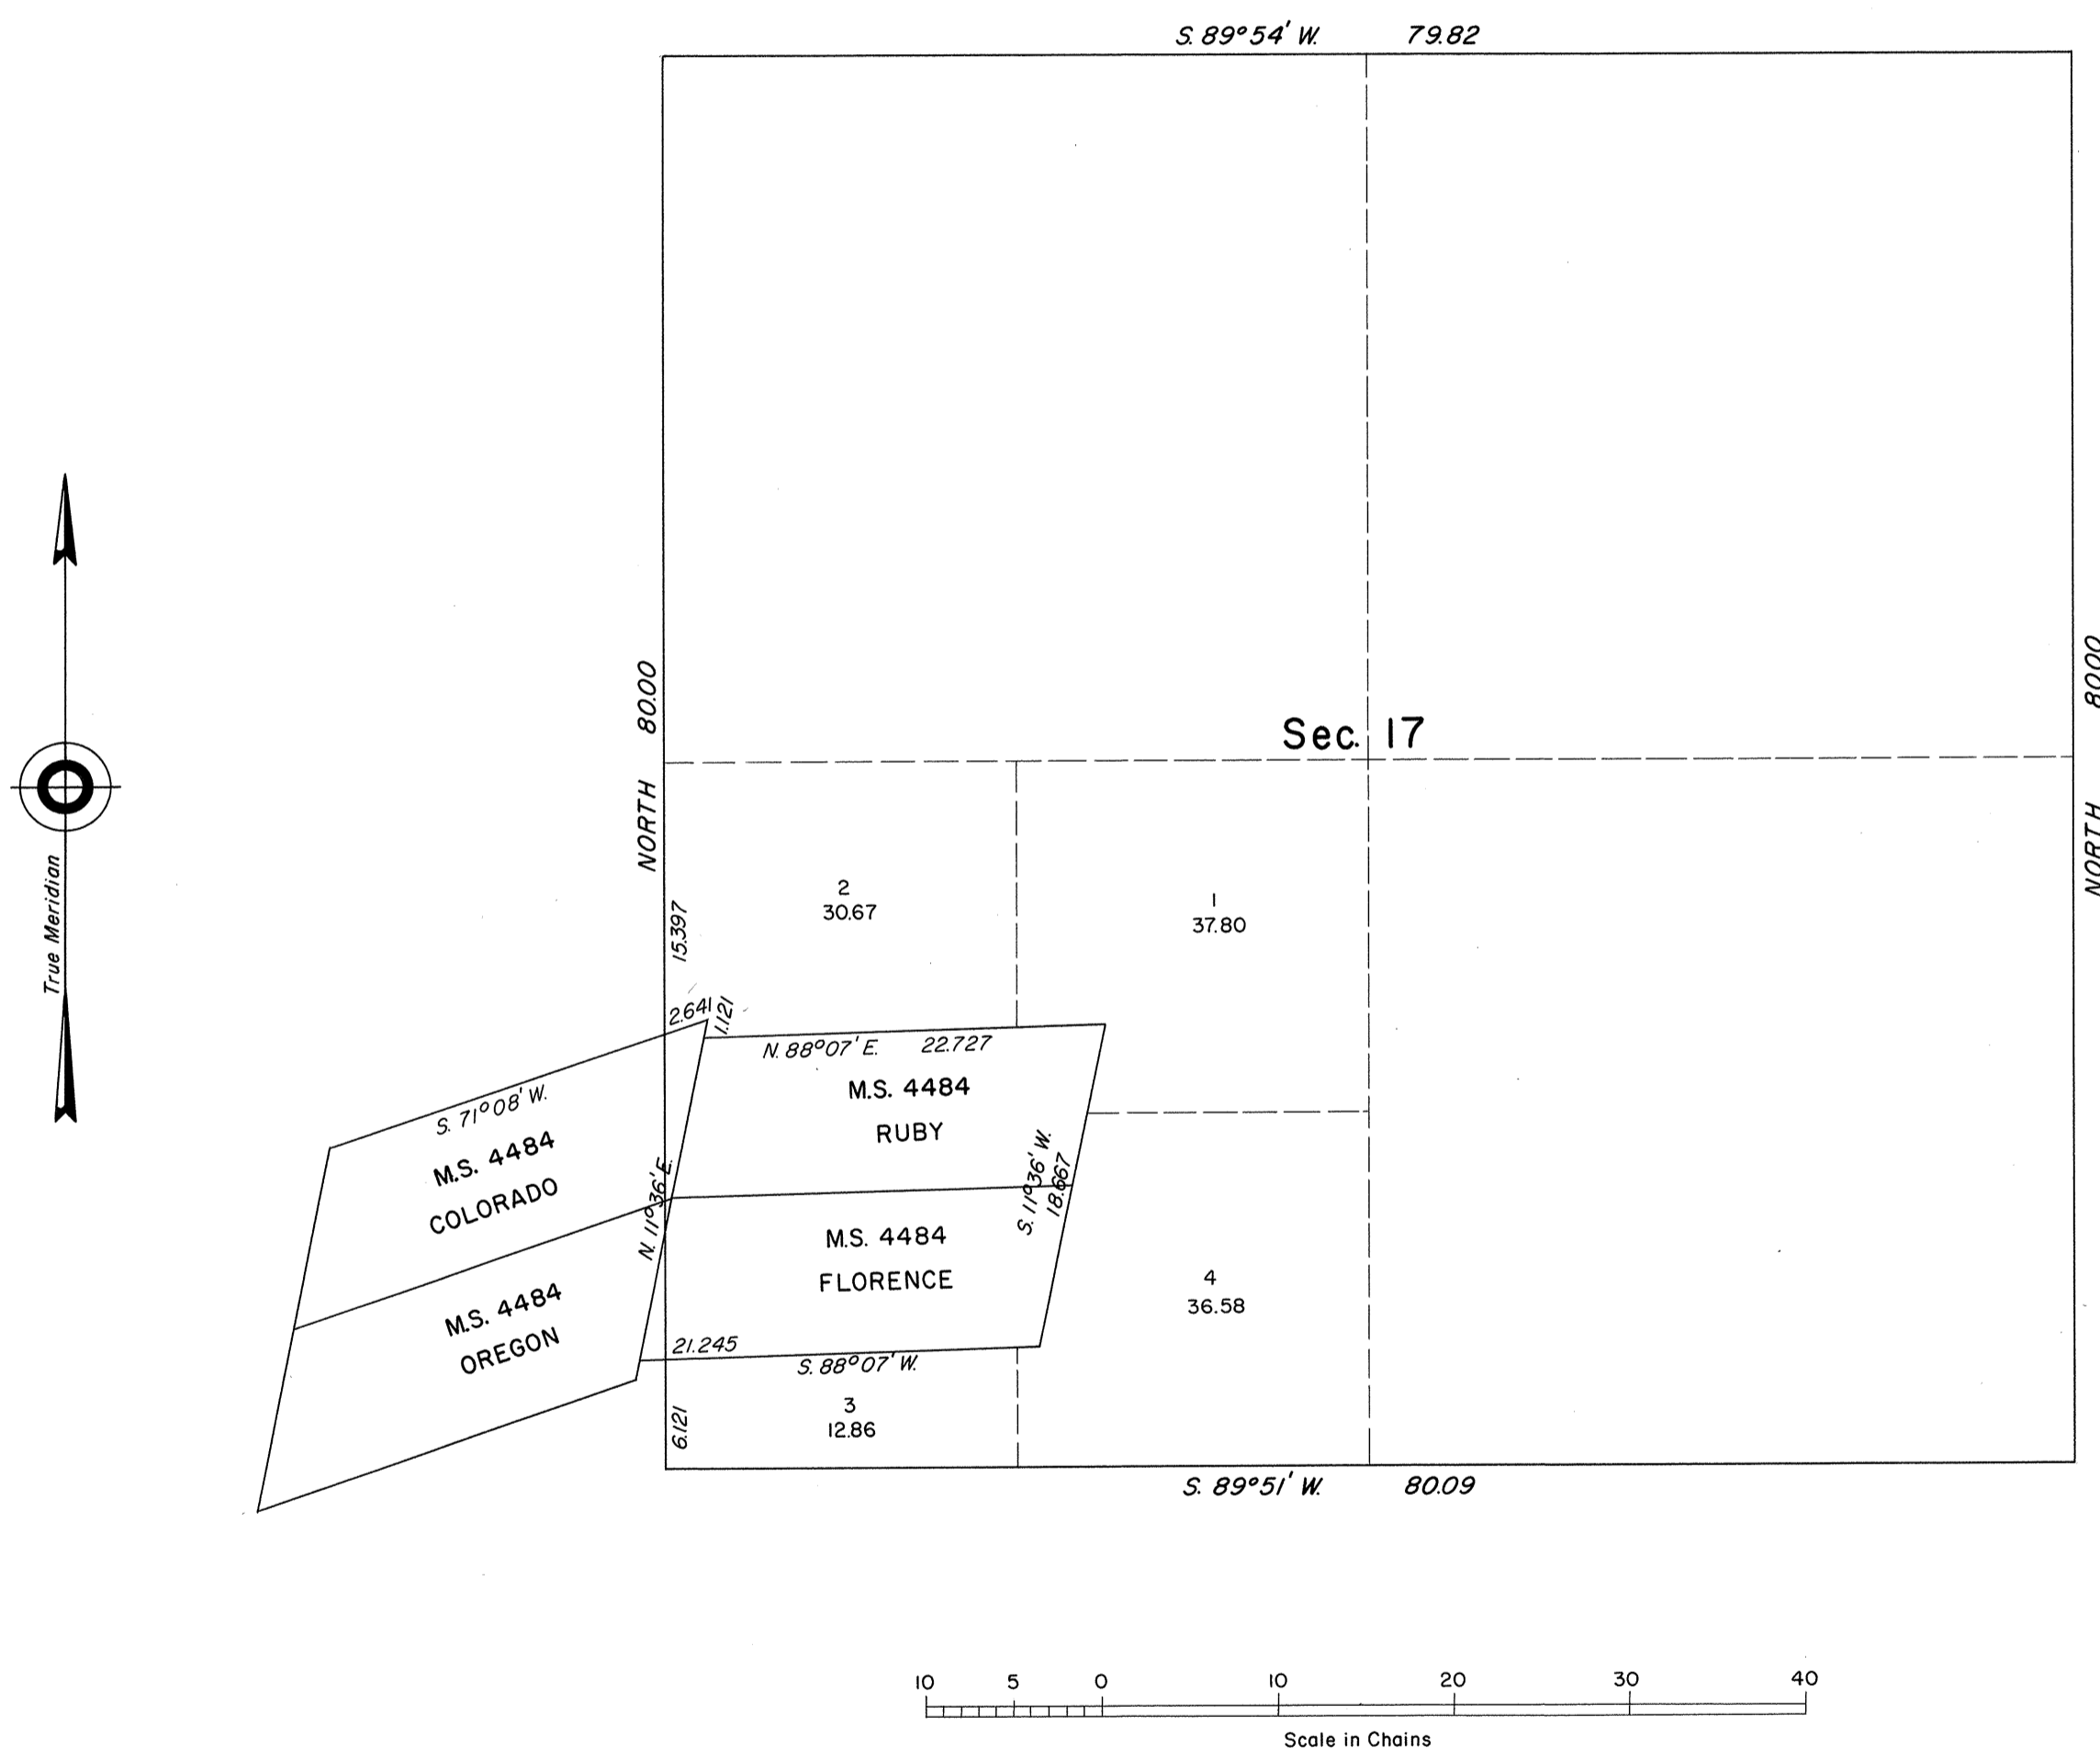 S. 89°54' W. 79.82
NORTH 80.00
NORTH 80.00
Sec. 17
True Meridian
2
30.67
1
37.80
15.397
2.641
1.121
N. 88°07' E. 22.727
S. 71°08' W.
M.S. 4484
RUBY
M.S. 4484
COLORADO
N. 11°36' E.
S. 11°36' W.
18.667
M.S. 4484
FLORENCE
M.S. 4484
OREGON
4
36.58
21.245
S. 88°07' W.
3
12.86
6.121
S. 89°51' W. 80.09
10 5 0 10 20 30 40
Scale in Chains